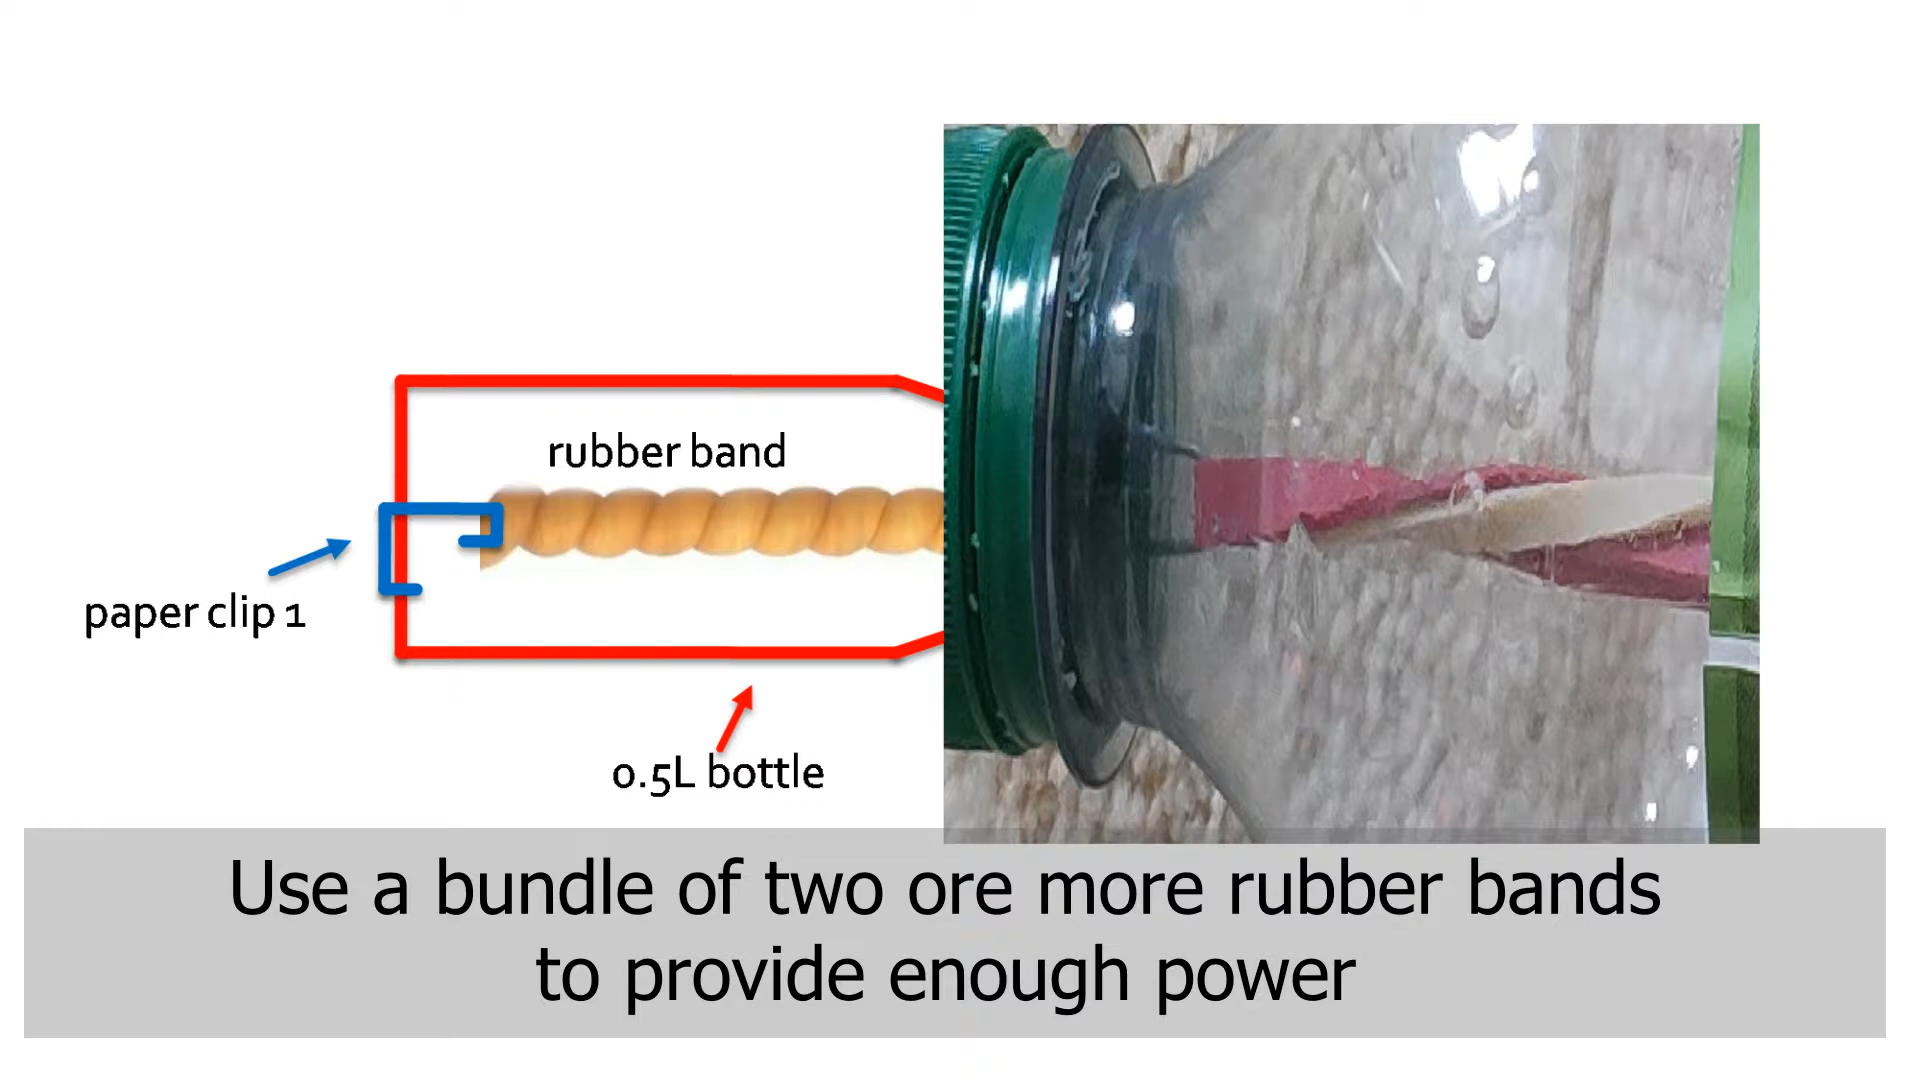 rubber band
paper clip 1
0.5L bottle
Use a bundle of two ore more rubber bands
to provide enough power